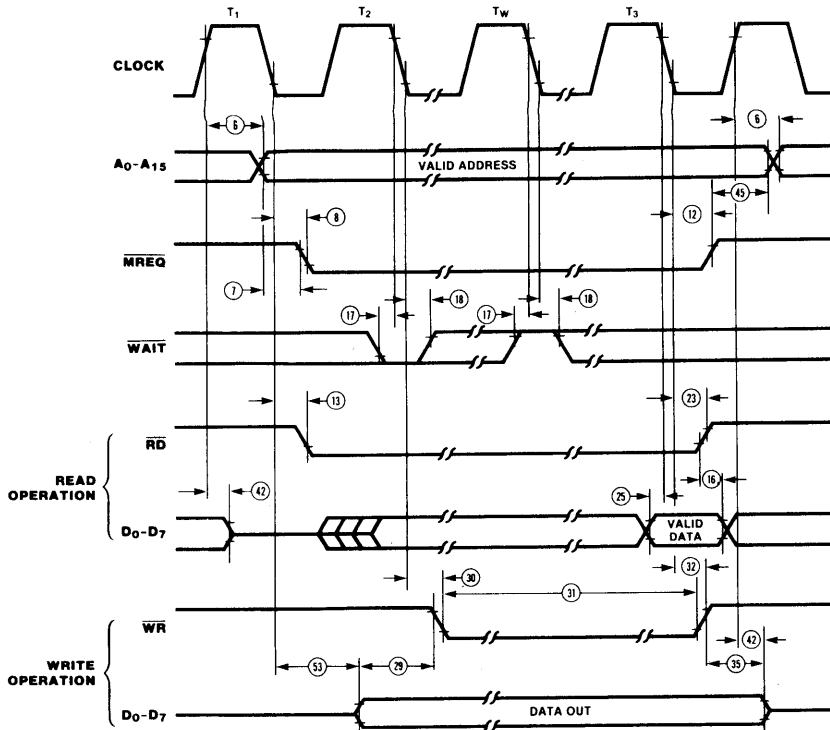 T1 T2 TW T3
CLOCK
6 6
A0-A15 VALID ADDRESS
45
12
8
MREQ
7
17 18 17 18
WAIT
13 23
RD
READ
OPERATION
42 25 16
D0-D7 VALID
DATA
30 31 32
WR
42
WRITE
OPERATION
53 29 35
D0-D7 DATA OUT